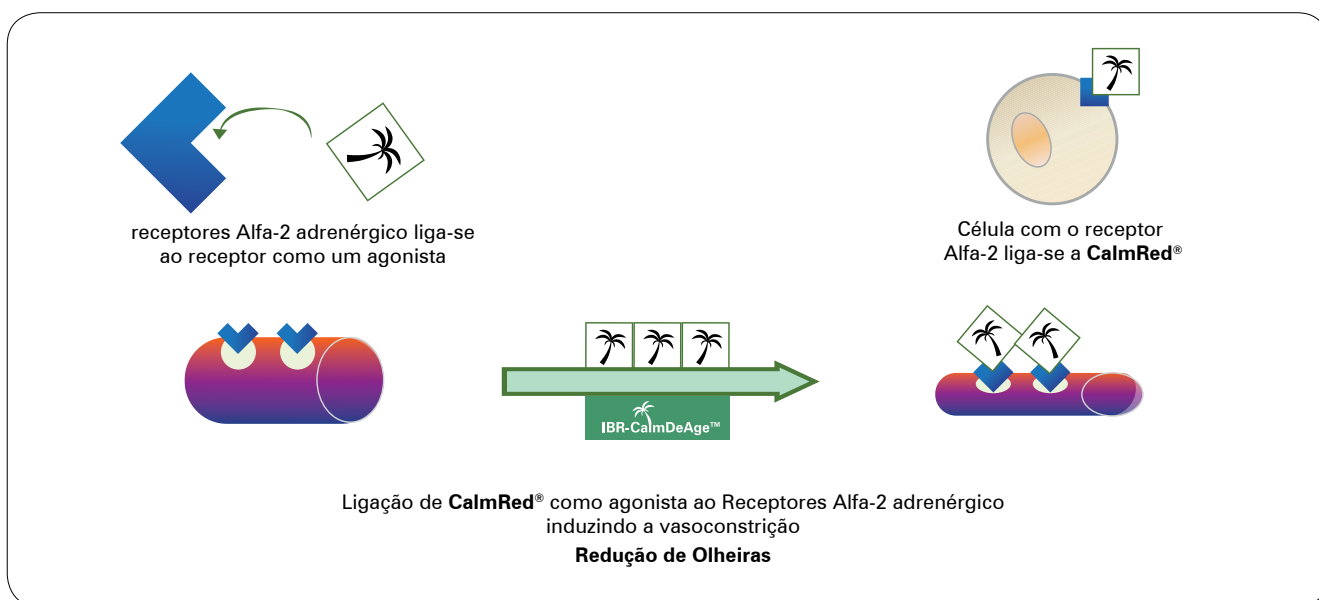 receptores Alfa-2 adrenérgico liga-se
ao receptor como um agonista
Célula com o receptor
Alfa-2 liga-se a CalmRed®
IBR-CalmDeAge™
Ligação de CalmRed® como agonista ao Receptores Alfa-2 adrenérgico
induzindo a vasoconstrição
Redução de Olheiras